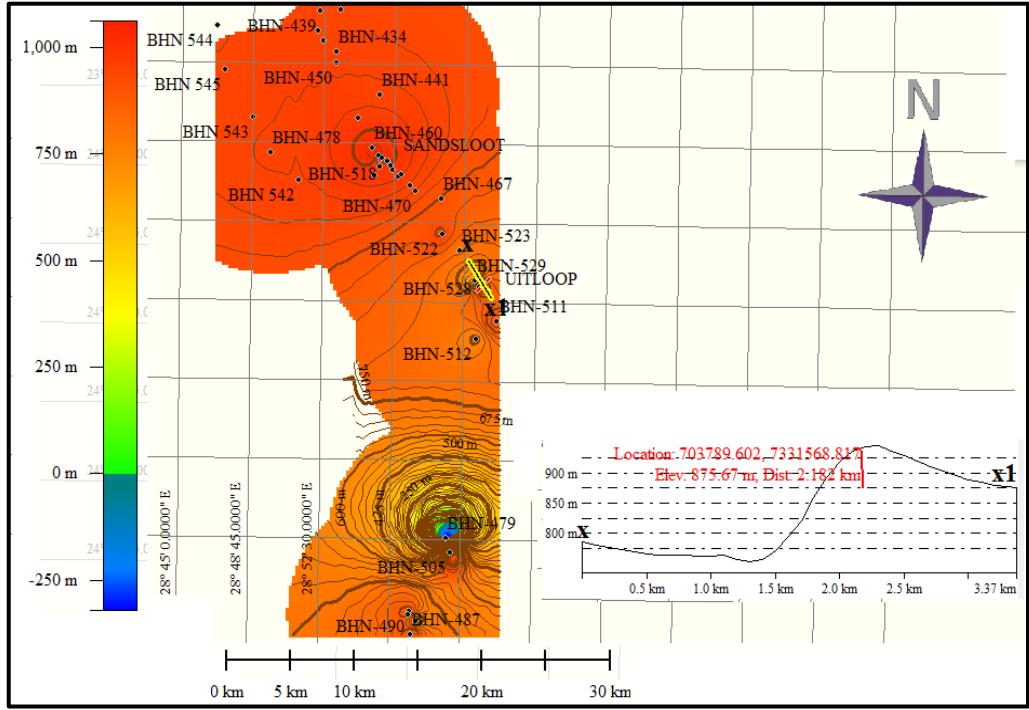 1,000 m
750 m
500 m
250 m
0 m
-250 m
BHN 544
BHN-439
BHN-434
BHN 545
BHN-450
BHN-441
BHN 543
BHN-478
BHN-460
SANDSLOOT
BHN 542
BHN-518
BHN-467
BHN-470
BHN-523
BHN-522
x
BHN-529
UITLOOP
BHN-528
x1
BHN-511
BHN-512
750 m
675 m
500 m
250 m
425 m
600 m
BHN-479
BHN-505
BHN-490
BHN-487
28° 45' 0.0000" E
28° 48' 45.0000" E
28° 52' 30.0000" E
N
Location: 703789.602, 7331568.817
Elev: 875.67 m, Dist: 2.182 km
900 m
850 m
800 m
x
x1
0.5 km
1.0 km
1.5 km
2.0 km
2.5 km
3.37 km
0 km
5 km
10 km
20 km
30 km